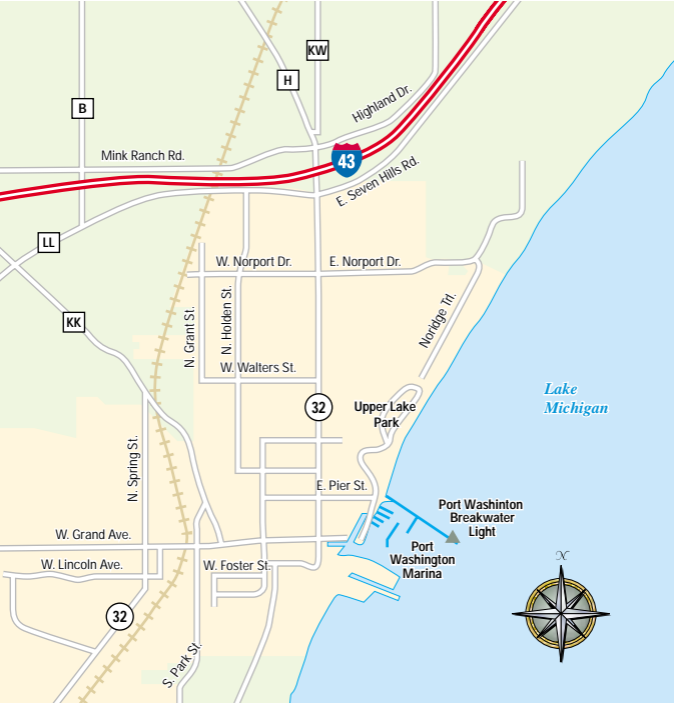 KW
H
B
Highland Dr.
Mink Ranch Rd.
43
E. Seven Hills Rd.
LL
W. Norport Dr.
E. Norport Dr.
KK
N. Grant St.
N. Holden St.
Noridge Trl.
W. Walters St.
Lake
Michigan
32
Upper Lake
Park
N. Spring St.
E. Pier St.
Port Washinton
Breakwater
Light
W. Grand Ave.
Port
Washington
Marina
W. Lincoln Ave.
W. Foster St.
N
32
S. Park St.